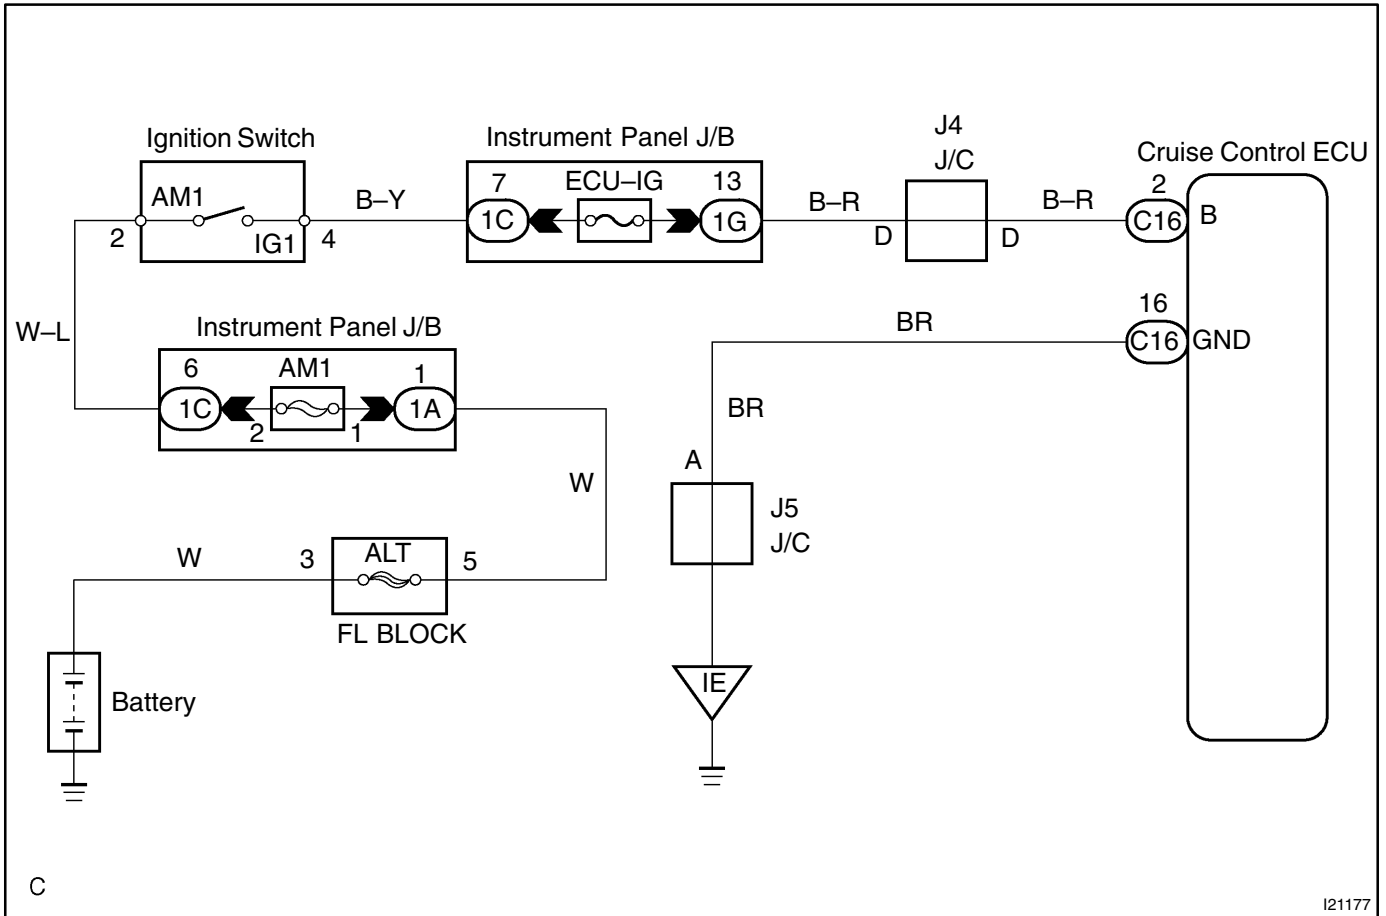 Ignition Switch
AM1
IG1
2
4
B–Y
Instrument Panel J/B
7
ECU–IG
13
1C
1G
B–R
J4
J/C
D
D
B–R
Cruise Control ECU
2
C16
B
16
C16
GND
BR
BR
W–L
Instrument Panel J/B
6
AM1
1
1C
1A
2
1
W
A
J5
J/C
W
3
ALT
5
FL BLOCK
IE
Battery
C
I21177